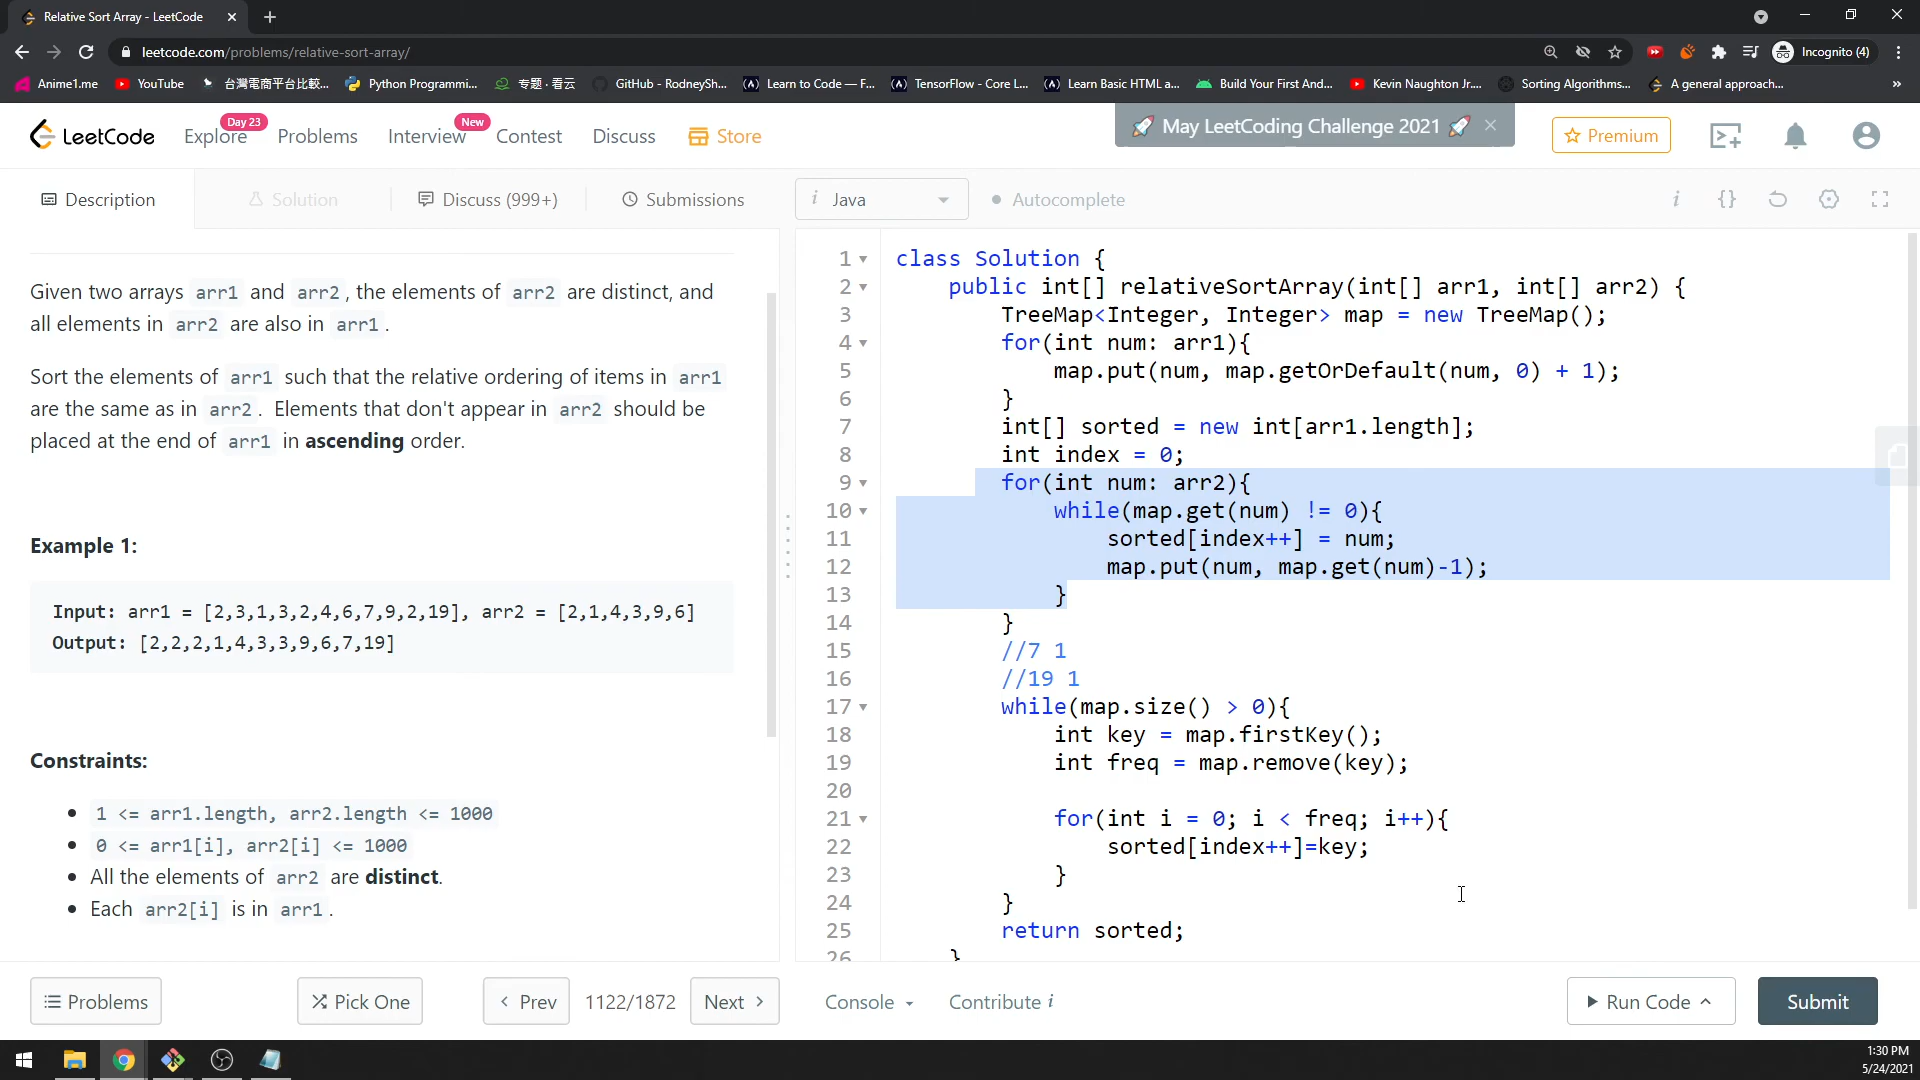 Relative Sort Array - LeetCode
leetcode.com/problems/relative-sort-array/
Incognito (4)
Anime1.me
YouTube
台灣電商平台比較...
Python Programmi...
专题 · 看云
GitHub - RodneySh...
Learn to Code — F...
TensorFlow - Core L...
Learn Basic HTML a...
Build Your First And...
Kevin Naughton Jr....
Sorting Algorithms...
A general approach...
»
LeetCode
Explore
Day 23
Problems
Interview
New
Contest
Discuss
Store
May LeetCoding Challenge 2021
Premium
Description
Solution
Discuss (999+)
Submissions
i Java
Autocomplete
i
{}
Given two arrays arr1 and arr2, the elements of arr2 are distinct, and
all elements in arr2 are also in arr1.
Sort the elements of arr1 such that the relative ordering of items in arr1
are the same as in arr2. Elements that don't appear in arr2 should be
placed at the end of arr1 in ascending order.
Example 1:
Input: arr1 = [2,3,1,3,2,4,6,7,9,2,19], arr2 = [2,1,4,3,9,6]
Output: [2,2,2,1,4,3,3,9,6,7,19]
Constraints:
1 <= arr1.length, arr2.length <= 1000
0 <= arr1[i], arr2[i] <= 1000
All the elements of arr2 are distinct.
Each arr2[i] is in arr1.
1 class Solution {
2 public int[] relativeSortArray(int[] arr1, int[] arr2) {
3 TreeMap<Integer, Integer> map = new TreeMap();
4 for(int num: arr1){
5 map.put(num, map.getOrDefault(num, 0) + 1);
6 }
7 int[] sorted = new int[arr1.length];
8 int index = 0;
9 for(int num: arr2){
10 while(map.get(num) != 0){
11 sorted[index++] = num;
12 map.put(num, map.get(num)-1);
13 }
14 }
15 //7 1
16 //19 1
17 while(map.size() > 0){
18 int key = map.firstKey();
19 int freq = map.remove(key);
20
21 for(int i = 0; i < freq; i++){
22 sorted[index++]=key;
23 }
24 }
25 return sorted;
26 }
Problems
Pick One
Prev
1122/1872
Next
Console
Contribute i
Run Code
Submit
1:30 PM
5/24/2021